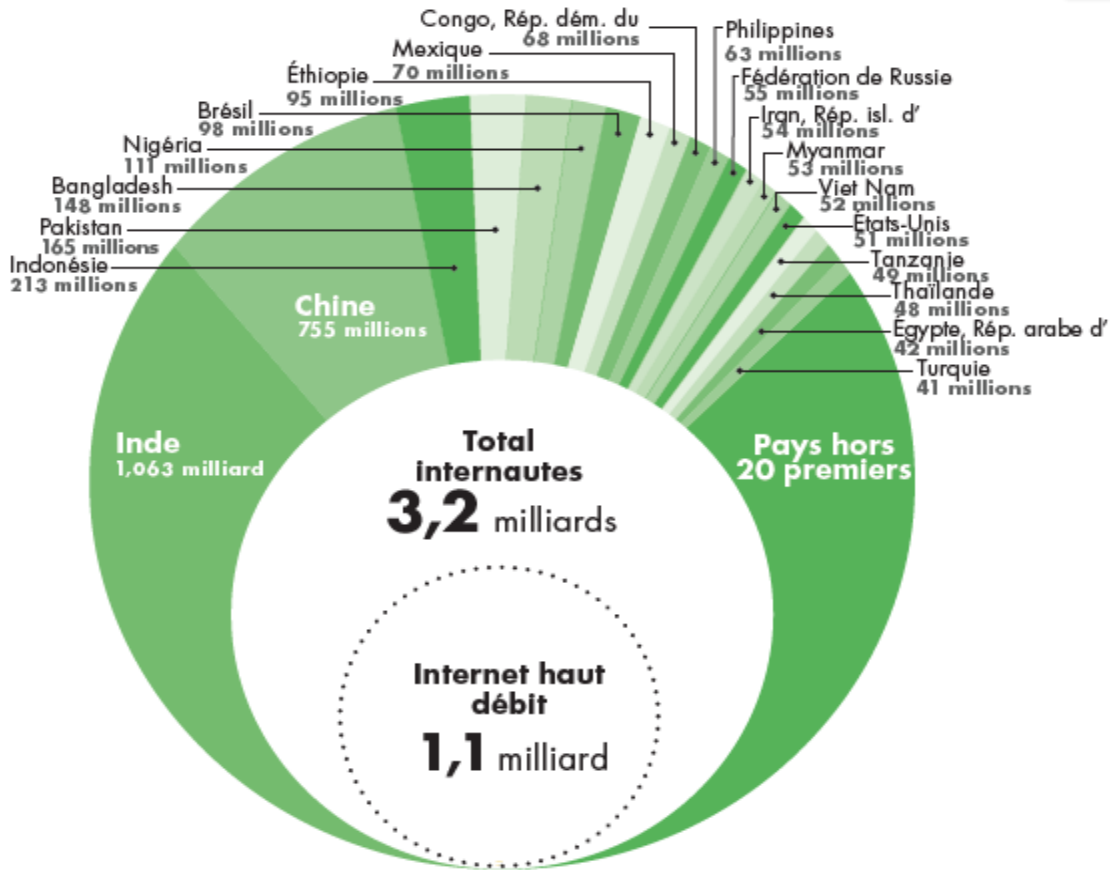 Congo, Rép. dém. du
68 millions
Mexique
70 millions
Éthiopie
95 millions
Brésil
98 millions
Nigéria
111 millions
Bangladesh
148 millions
Pakistan
165 millions
Indonésie
213 millions
Philippines
63 millions
Fédération de Russie
55 millions
Iran, Rép. isl. d'
54 millions
Myanmar
53 millions
Viet Nam
52 millions
États-Unis
51 millions
Tanzanie
49 millions
Thaïlande
48 millions
Égypte, Rép. arabe d'
42 millions
Turquie
41 millions
Chine
755 millions
Inde
1,063 milliard
Pays hors
20 premiers
Total
internautes
3,2 milliards
Internet haut
débit
1,1 milliard